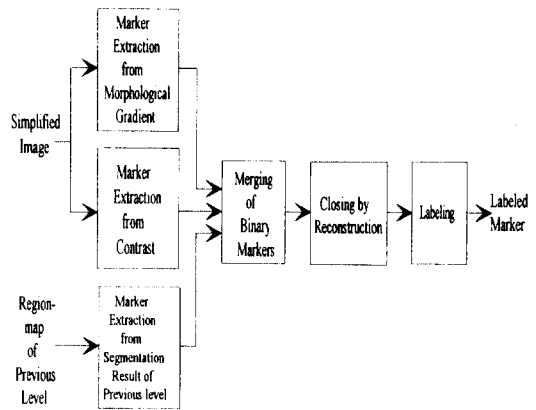 Marker
Extraction
from
Morphological
Gradient
Simplified
Image
Marker
Extraction
from
Contrast
Merging
of
Binary
Markers
Closing by
Reconstruction
Labeling
Labeled
Marker
Region-
map
of
Previous
Level
Marker
Extraction
from
Segmentation
Result of
Previous level